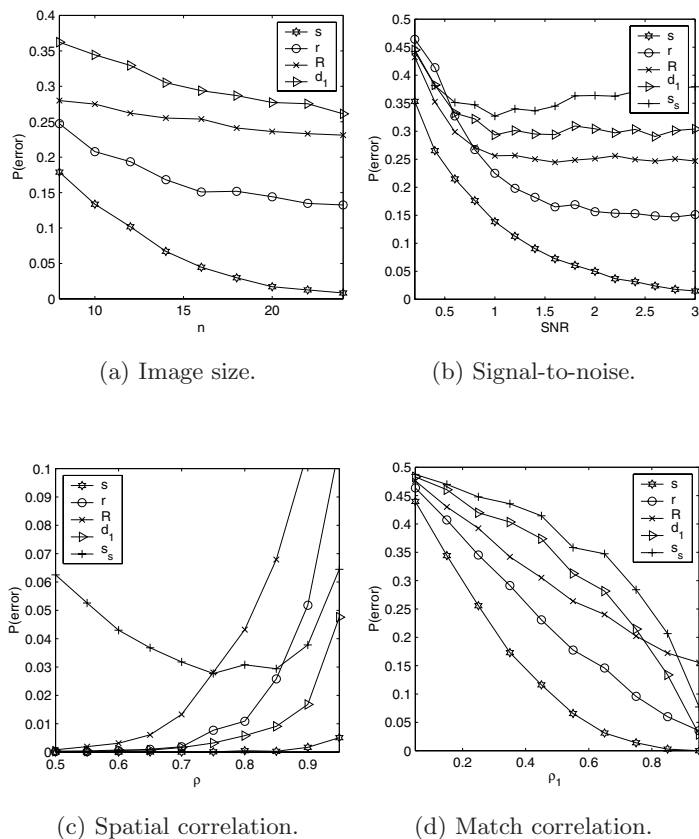 0.4
0.35
0.3
0.25
0.2
0.15
0.1
0.05
0
P(error)
10 15 20
n
s
r
R
d₁
(a) Image size.
0.5
0.45
0.4
0.35
0.3
0.25
0.2
0.15
0.1
0.05
0
P(error)
0.5 1 1.5 2 2.5 3
SNR
s
r
R
d₁
sₛ
(b) Signal-to-noise.
0.1
0.09
0.08
0.07
0.06
0.05
0.04
0.03
0.02
0.01
0
P(error)
0.5 0.6 0.7 0.8 0.9
ρ
s
r
R
d₁
sₛ
(c) Spatial correlation.
0.5
0.45
0.4
0.35
0.3
0.25
0.2
0.15
0.1
0.05
0
P(error)
0.2 0.4 0.6 0.8
ρ₁
s
r
R
d₁
sₛ
(d) Match correlation.